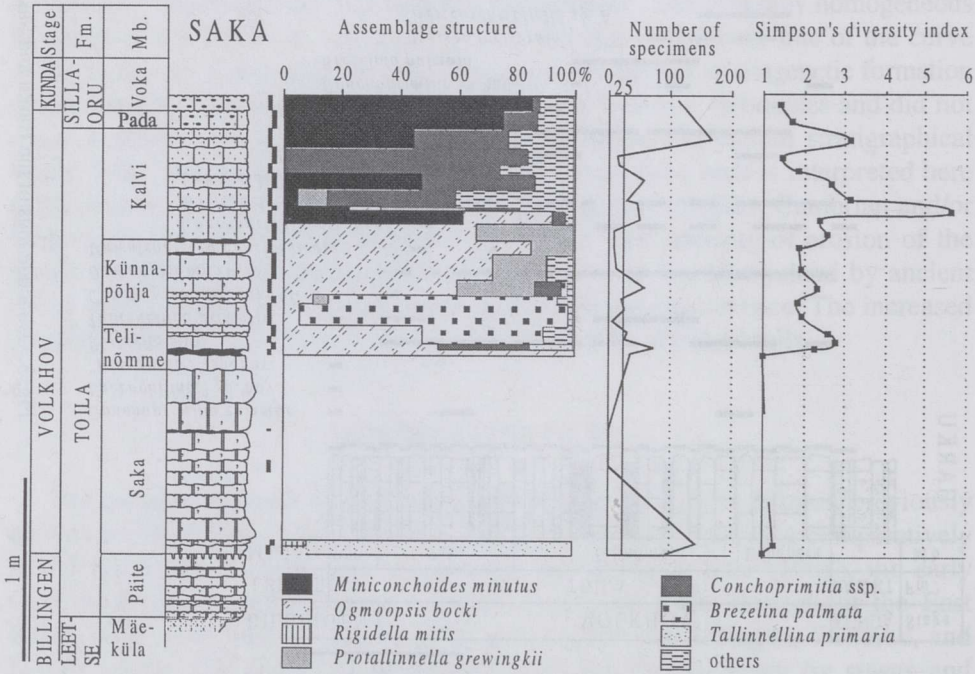 Stage
Fm.
Mb.
SAKA
Assemblage structure
Number of
specimens
Simpson's diversity index
0 20 40 60 80 100%
0 25 100 200
1 2 3 4 5 6
KUNDA
SILLA-
ORU
Voka
Pada
VOLKHOV
TOILA
Kalvi
Künna-
põhja
Teli-
nõmme
Saka
BILLINGEN
LEET-
SE
Päite
Mäe-
küla
1 m
Miniconchoides minutus
Ogmoopsis bocki
Rigidella mitis
Protallinnella grewingkii
Conchoprimitia ssp.
Brezelina palmata
Tallinnellina primaria
others